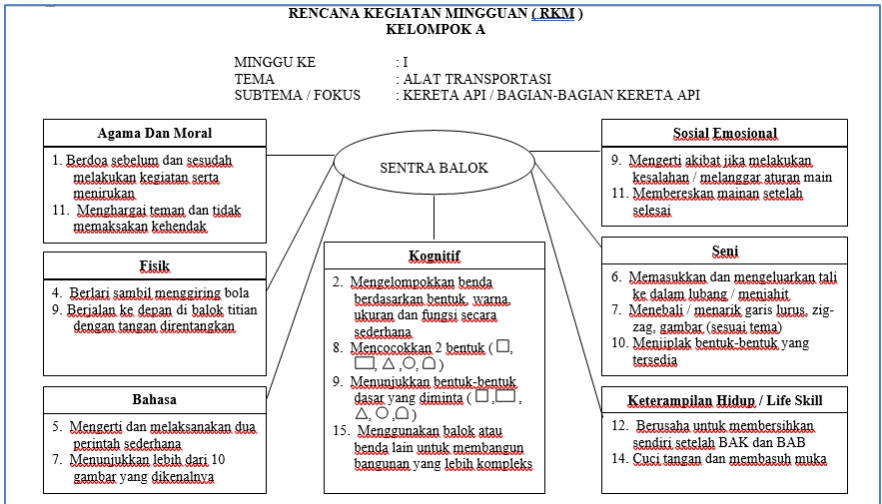 RENCANA KEGIATAN MINGGUAN ( RKM )
KELOMPOK A
MINGGU KE : I
TEMA : ALAT TRANSPORTASI
SUBTEMA / FOKUS : KERETA API / BAGIAN-BAGIAN KERETA API
Agama Dan Moral
1. Berdoa sebelum dan sesudah
melakukan kegiatan serta
menirukan
11. Menghargai teman dan tidak
memaksakan kehendak
Fisik
4. Berlari sambil menggiring bola
9. Berjalan ke depan di balok titian
dengan tangan direntangkan
Bahasa
5. Mengerti dan melaksanakan dua
perintah sederhana
7. Menunjukkan lebih dari 10
gambar yang dikenalnya
SENTRA BALOK
Kognitif
2. Mengelompokkan benda
berdasarkan bentuk, warna,
ukuran dan fungsi secara
sederhana
8. Mencocokkan 2 bentuk ( □,
▭, △ ,○, ⌓ )
9. Menunjukkan bentuk-bentuk
dasar yang diminta ( □ ,▭ ,
△, ○ ,⌓ )
15. Menggunakan balok atau
benda lain untuk membangun
bangunan yang lebih kompleks
Sosial Emosional
9. Mengerti akibat jika melakukan
kesalahan / melanggar aturan main
11. Membereskan mainan setelah
selesai
Seni
6. Memasukkan dan mengeluarkan tali
ke dalam lubang / menjahit
7. Menebali / menarik garis lurus, zig-
zag, gambar (sesuai tema)
10. Menjiplak bentuk-bentuk yang
tersedia
Keterampilan Hidup / Life Skill
12. Berusaha untuk membersihkan
sendiri setelah BAK dan BAB
14. Cuci tangan dan membasuh muka